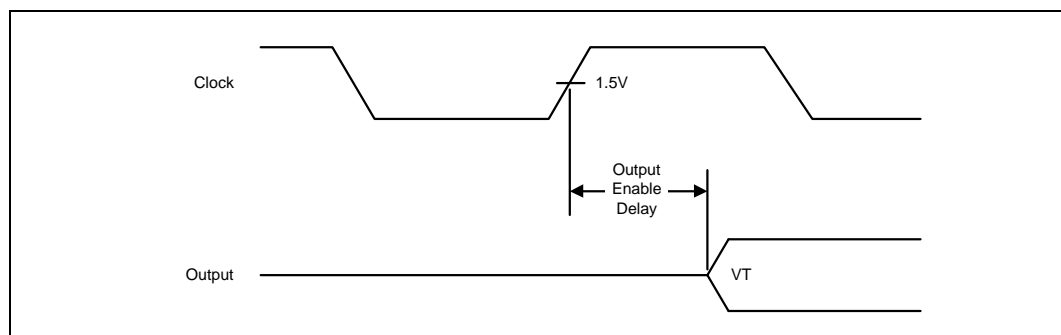 Clock
1.5V
Output
Enable
Delay
Output
VT